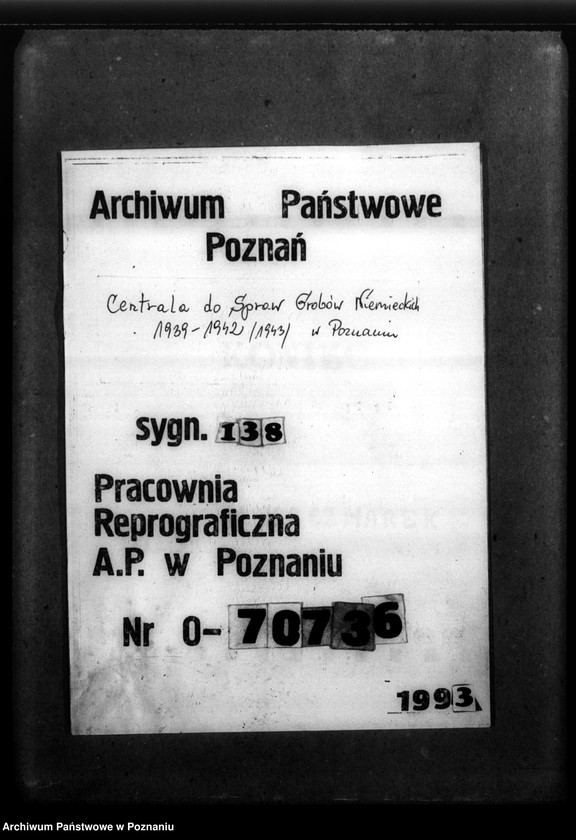 Archiwum Państwowe
Poznań
Centrala do Spraw Grobów Niemieckich
1939-1942 /1943/ w Poznaniu
sygn. 138
Pracownia
Reprograficzna
A.P. w Poznaniu
Nr 0-70736
1993
Archiwum Państwowe w Poznaniu